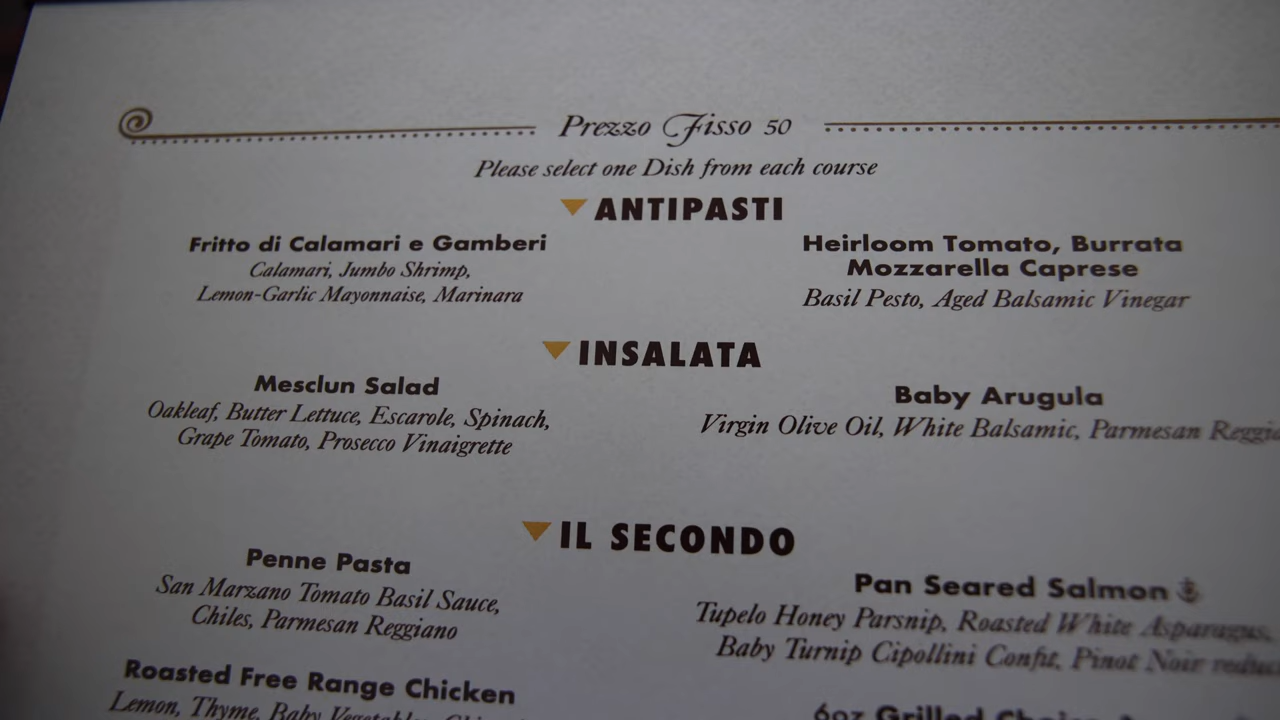 Prezzo Fisso 50
Please select one Dish from each course
ANTIPASTI
Fritto di Calamari e Gamberi
Calamari, Jumbo Shrimp,
Lemon-Garlic Mayonnaise, Marinara
Heirloom Tomato, Burrata
Mozzarella Caprese
Basil Pesto, Aged Balsamic Vinegar
INSALATA
Mesclun Salad
Oakleaf, Butter Lettuce, Escarole, Spinach,
Grape Tomato, Prosecco Vinaigrette
Baby Arugula
Virgin Olive Oil, White Balsamic, Parmesan
IL SECONDO
Penne Pasta
San Marzano Tomato Basil Sauce,
Chiles, Parmesan Reggiano
Pan Seared Salmon
Tupelo Honey Parsnip, Roasted White Asparagus,
Baby Turnip Cipollini Confit, Pinot Noir
Roasted Free Range Chicken
Lemon, Thyme, Baby
6oz Grilled